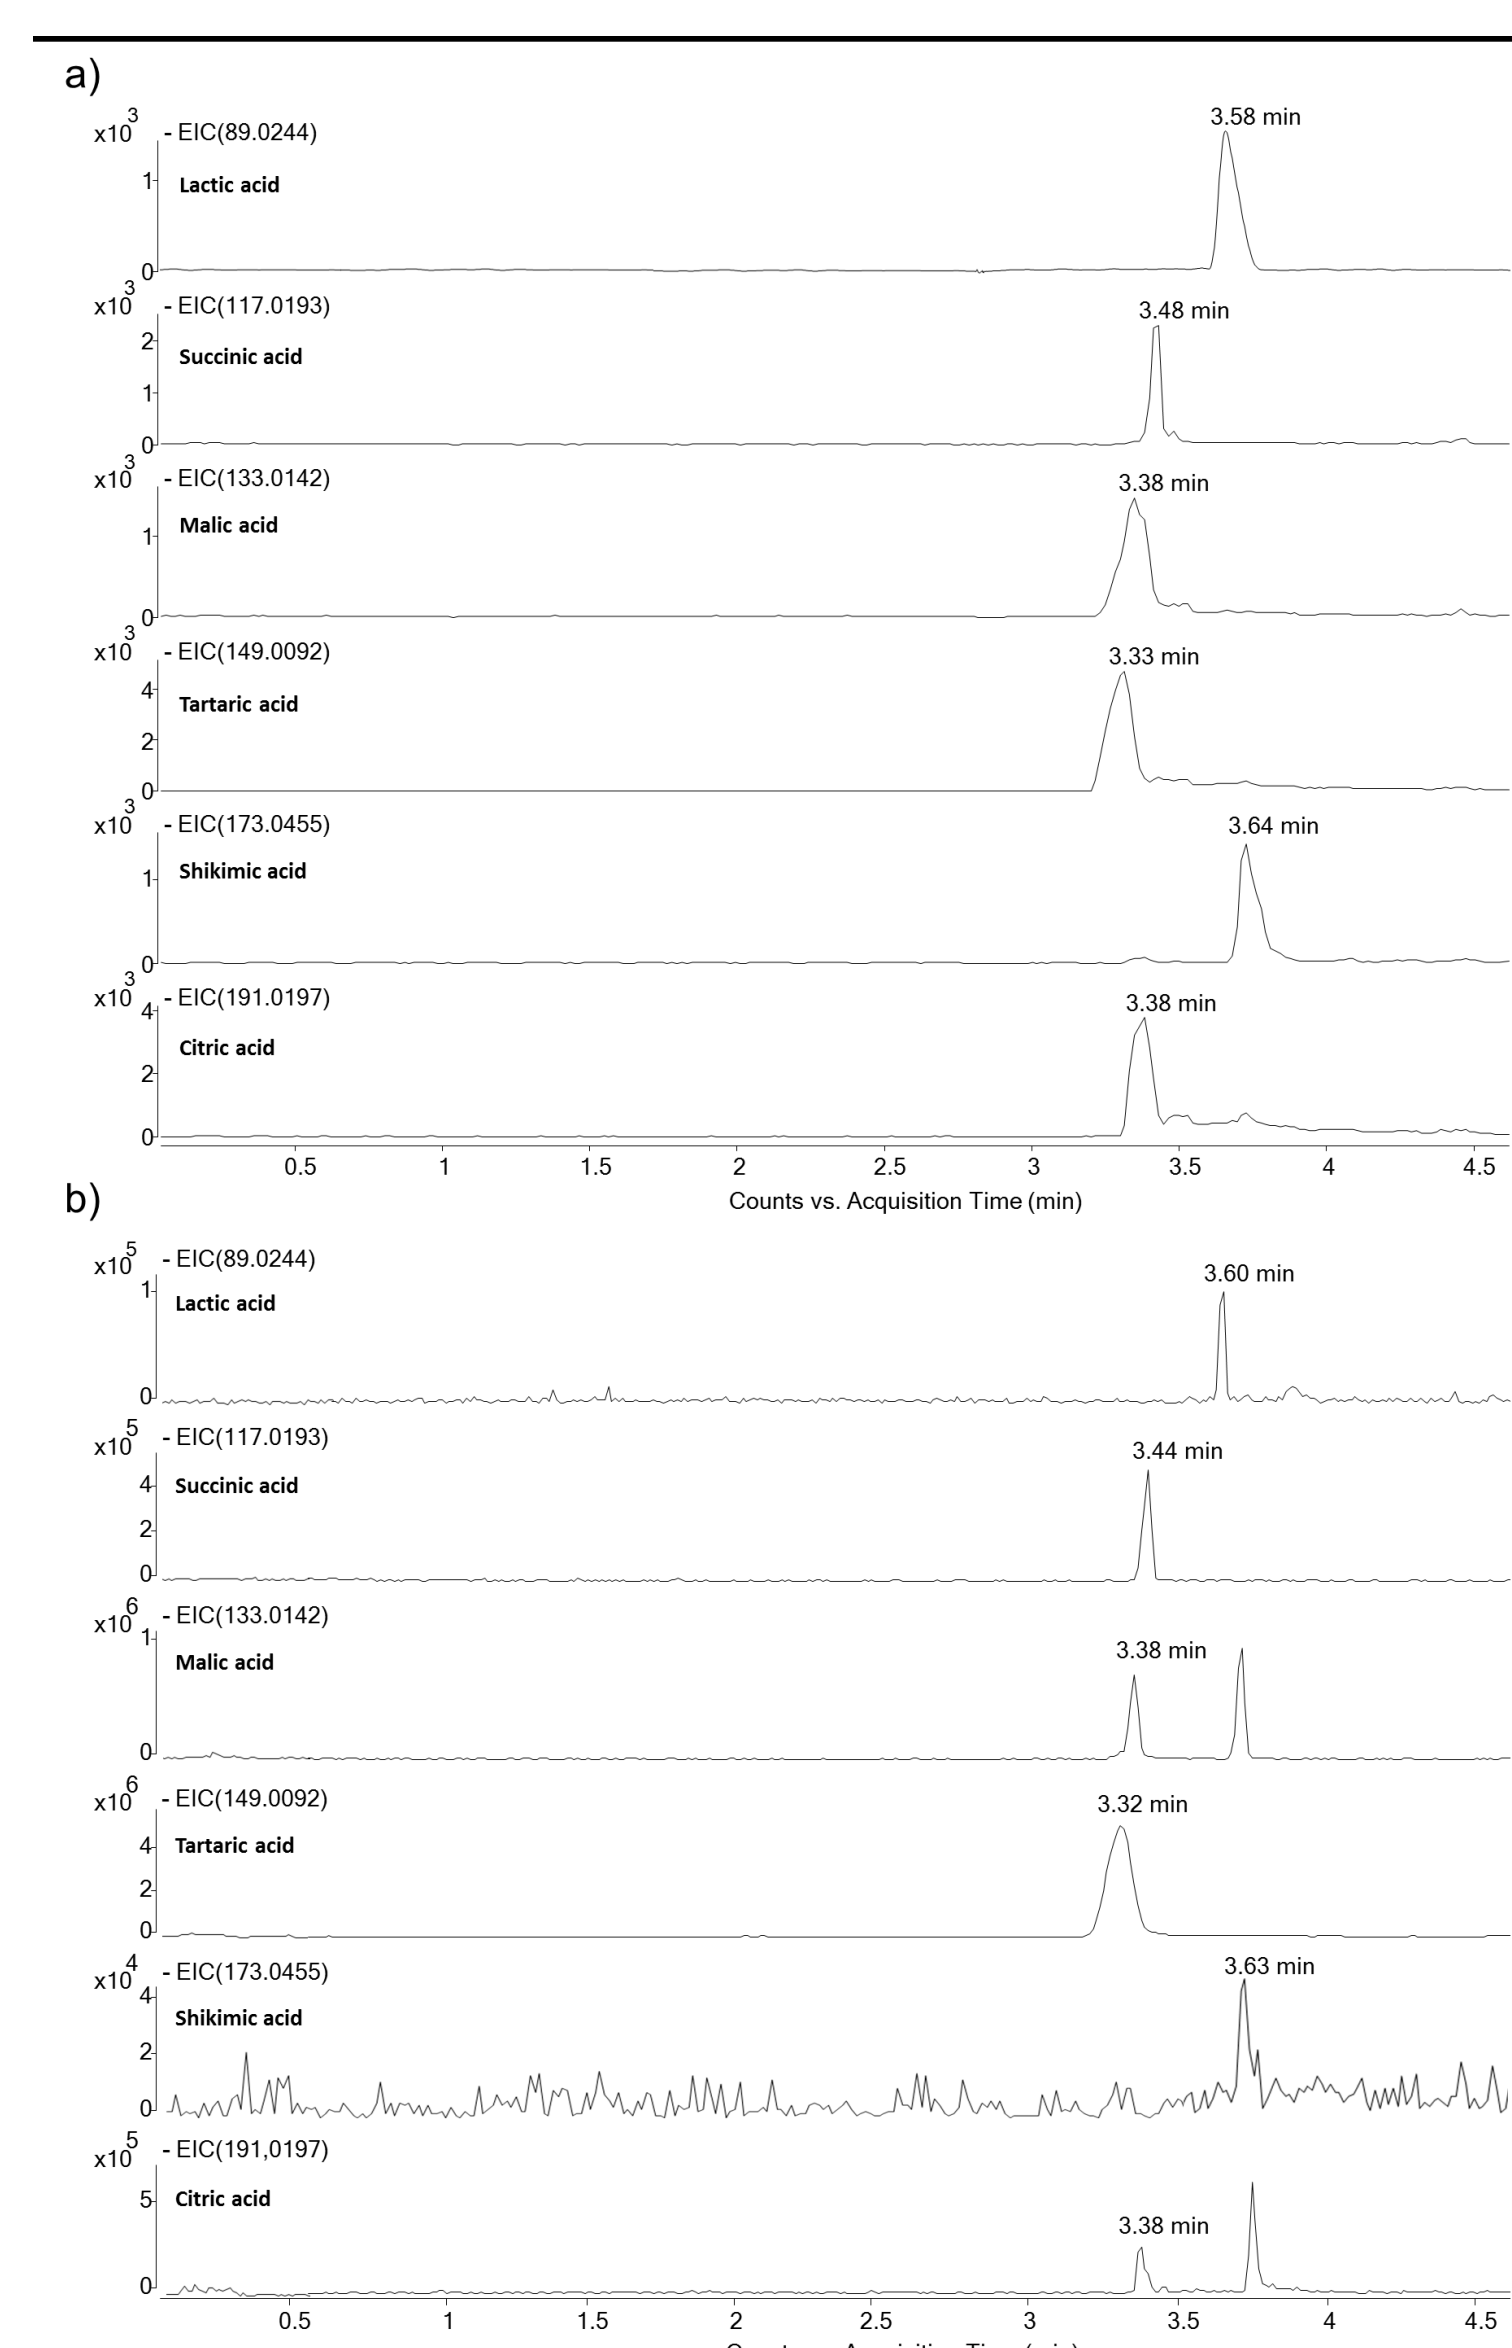 a)
x10³ - EIC(89.0244) 3.58 min
1 Lactic acid
0
x10³ - EIC(117.0193) 3.48 min
2 Succinic acid
1
0
x10³ - EIC(133.0142) 3.38 min
Malic acid
1
0
x10³ - EIC(149.0092) 3.33 min
4 Tartaric acid
2
0
x10³ - EIC(173.0455) 3.64 min
1 Shikimic acid
0
x10³ - EIC(191.0197) 3.38 min
4
Citric acid
2
0
0.5 1 1.5 2 2.5 3 3.5 4 4.5
Counts vs. Acquisition Time (min)
b)
x10⁵ - EIC(89.0244) 3.60 min
1 Lactic acid
0
x10⁵ - EIC(117.0193) 3.44 min
4 Succinic acid
2
0
x10⁶ - EIC(133.0142)
1
Malic acid 3.38 min
0
x10⁶ - EIC(149.0092) 3.32 min
4 Tartaric acid
2
0
x10⁴ - EIC(173.0455) 3.63 min
4
Shikimic acid
2
0
x10⁵ - EIC(191,0197)
5 Citric acid
3.38 min
0
0.5 1 1.5 2 2.5 3 3.5 4 4.5